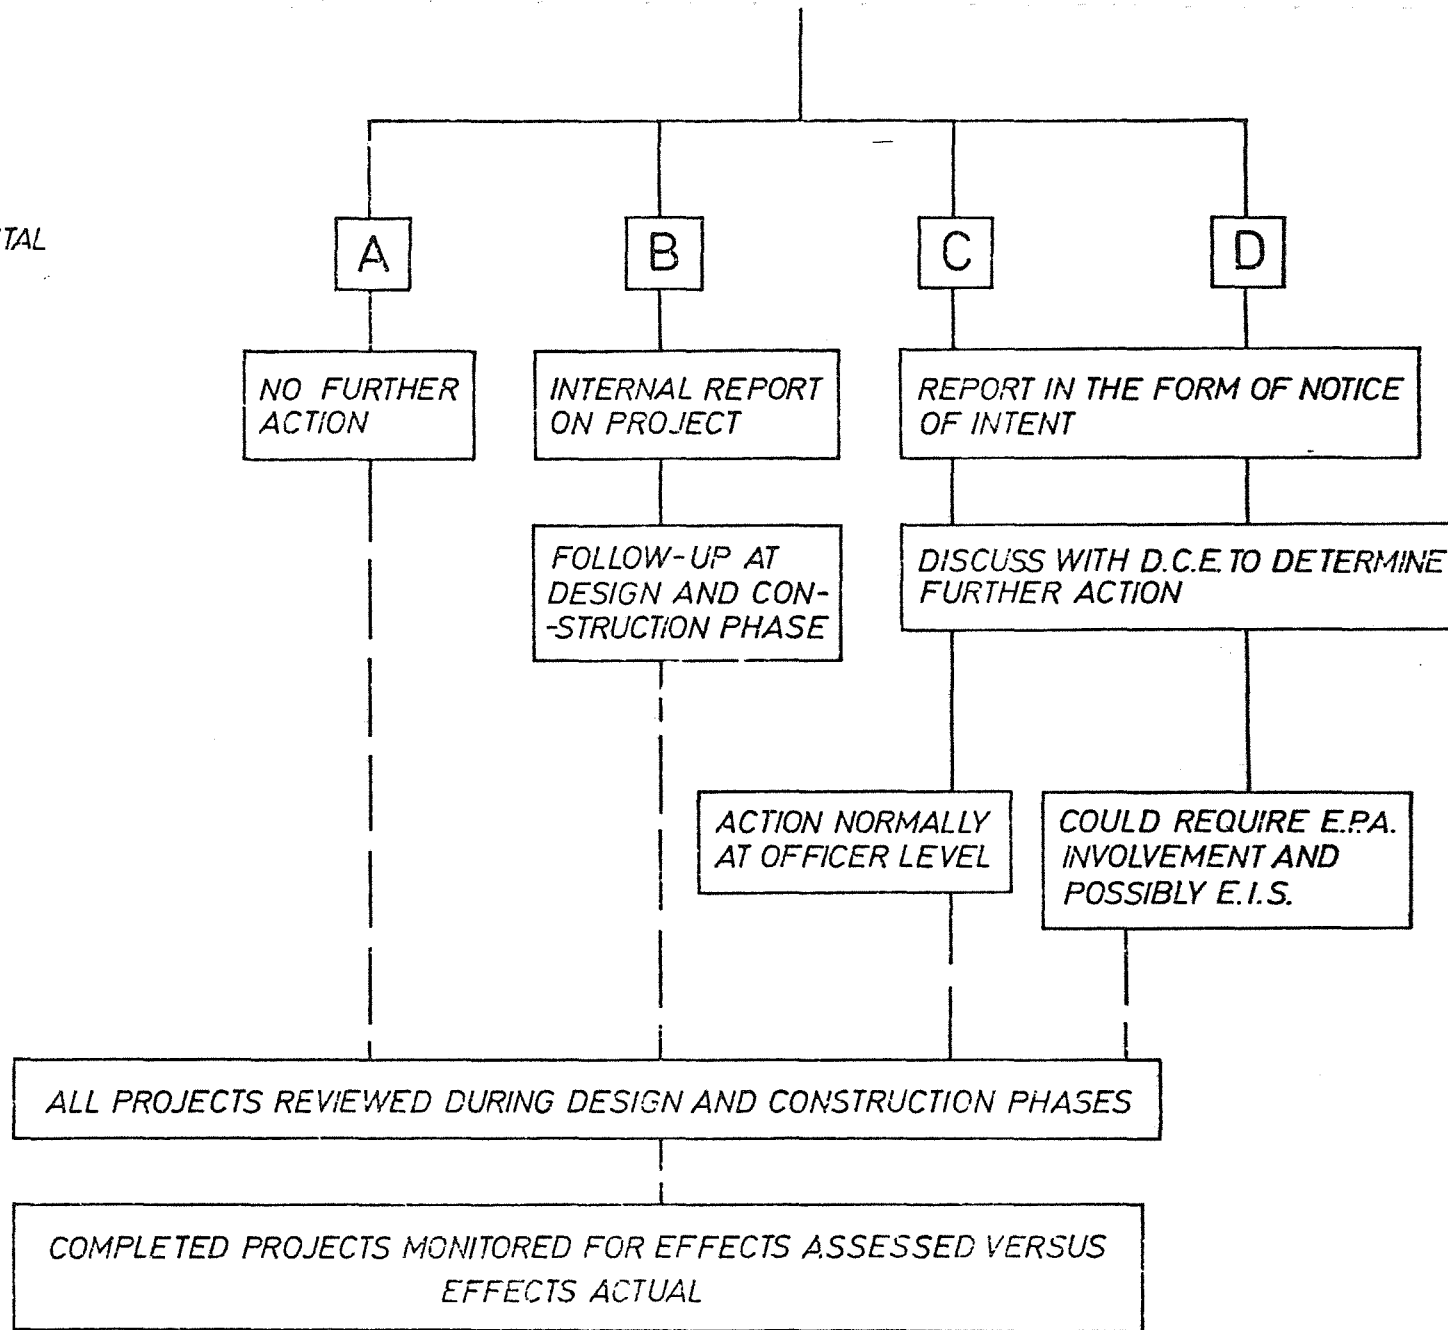 TAL
A
B
C
D
NO FURTHER
ACTION
INTERNAL REPORT
ON PROJECT
REPORT IN THE FORM OF NOTICE
OF INTENT
FOLLOW-UP AT
DESIGN AND CON-
-STRUCTION PHASE
DISCUSS WITH D.C.E. TO DETERMINE
FURTHER ACTION
ACTION NORMALLY
AT OFFICER LEVEL
COULD REQUIRE E.P.A.
INVOLVEMENT AND
POSSIBLY E.I.S.
ALL PROJECTS REVIEWED DURING DESIGN AND CONSTRUCTION PHASES
COMPLETED PROJECTS MONITORED FOR EFFECTS ASSESSED VERSUS
EFFECTS ACTUAL